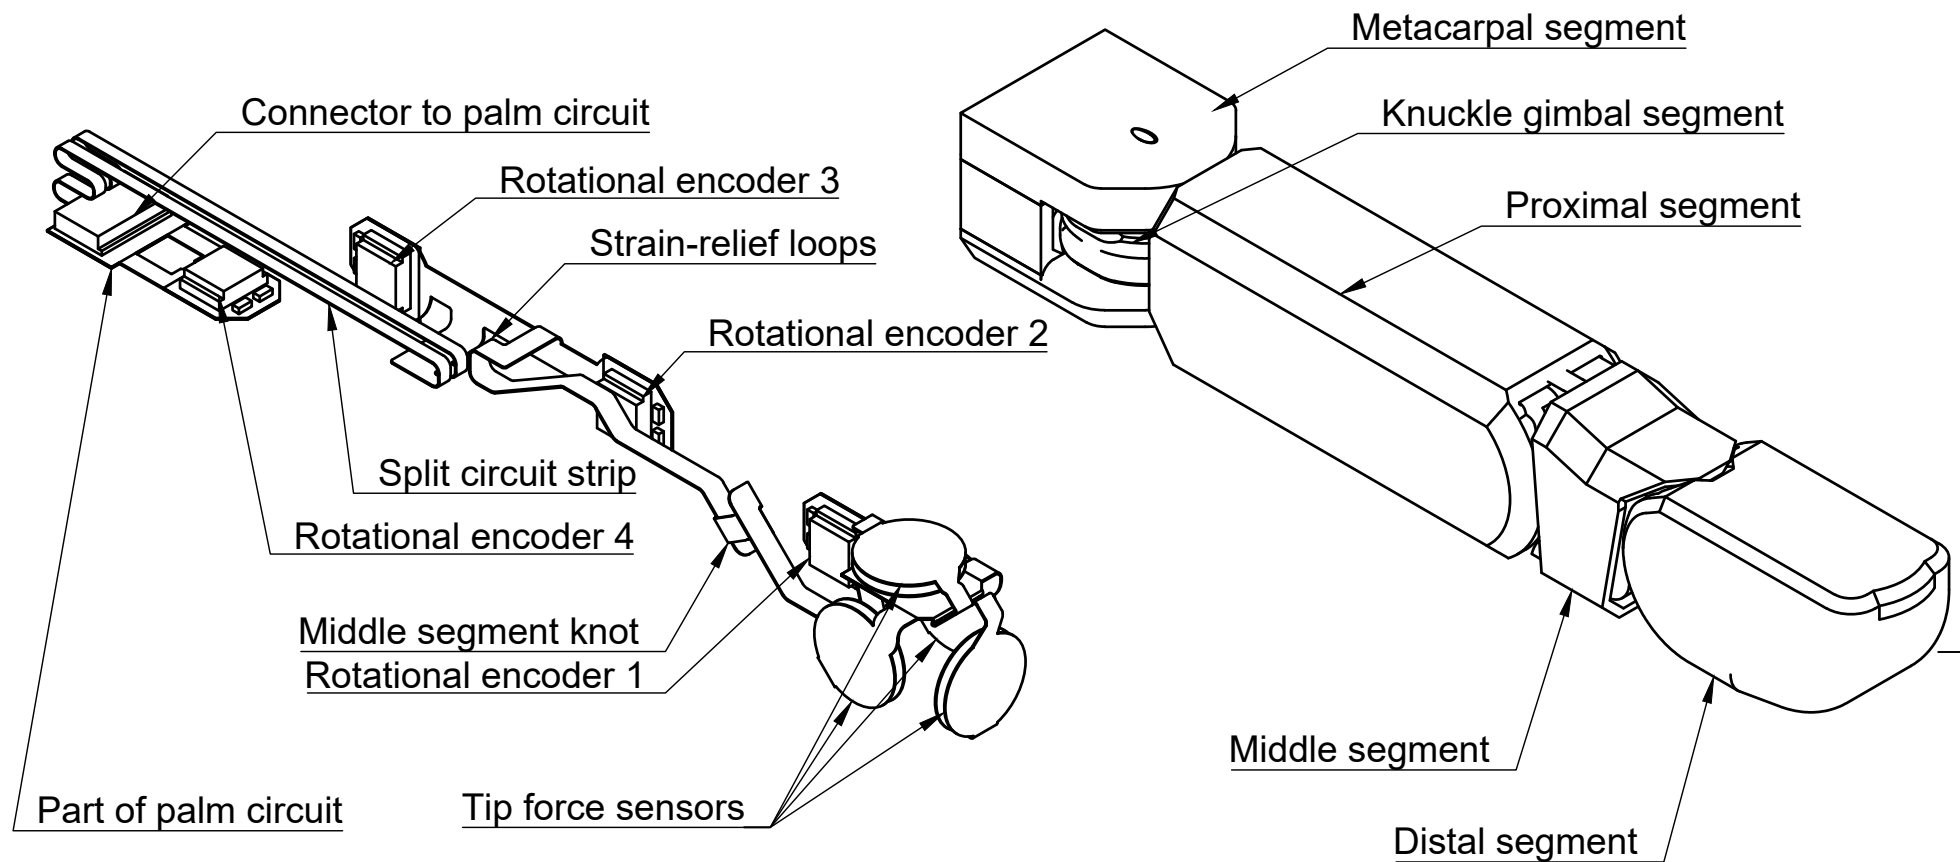 Metacarpal segment
Connector to palm circuit
Knuckle gimbal segment
Rotational encoder 3
Proximal segment
Strain-relief loops
Rotational encoder 2
Split circuit strip
Rotational encoder 4
Middle segment knot
Rotational encoder 1
Middle segment
Part of palm circuit
Tip force sensors
Distal segment